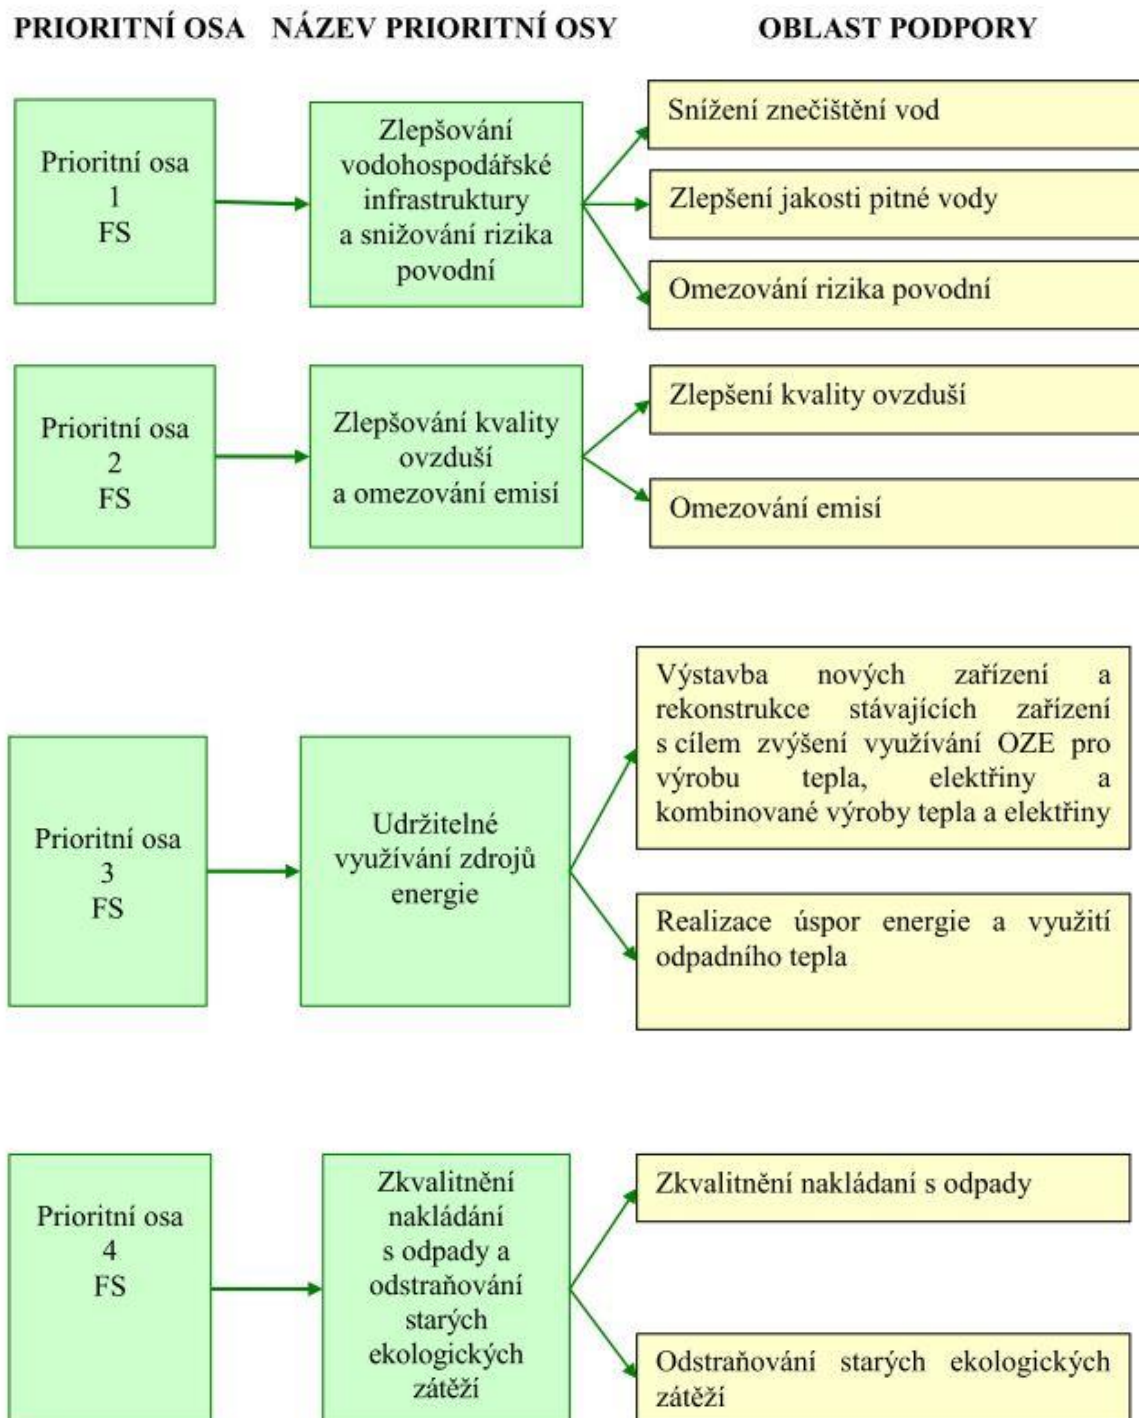 PRIORITNÍ OSA NÁZEV PRIORITNÍ OSY OBLAST PODPORY
Prioritní osa
1
FS
Zlepšování
vodohospodářské
infrastruktury
a snižování rizika
povodní
Snížení znečištění vod
Zlepšení jakosti pitné vody
Omezování rizika povodní
Prioritní osa
2
FS
Zlepšování kvality
ovzduší
a omezování emisí
Zlepšení kvality ovzduší
Omezování emisí
Prioritní osa
3
FS
Udržitelné
využívání zdrojů
energie
Výstavba nových zařízení a
rekonstrukce stávajících zařízení
s cílem zvýšení využívání OZE pro
výrobu tepla, elektřiny a
kombinované výroby tepla a elektřiny
Realizace úspor energie a využití
odpadního tepla
Prioritní osa
4
FS
Zkvalitnění
nakládání
s odpady a
odstraňování
starých
ekologických
zátěží
Zkvalitnění nakládaní s odpady
Odstraňování starých ekologických
zátěží